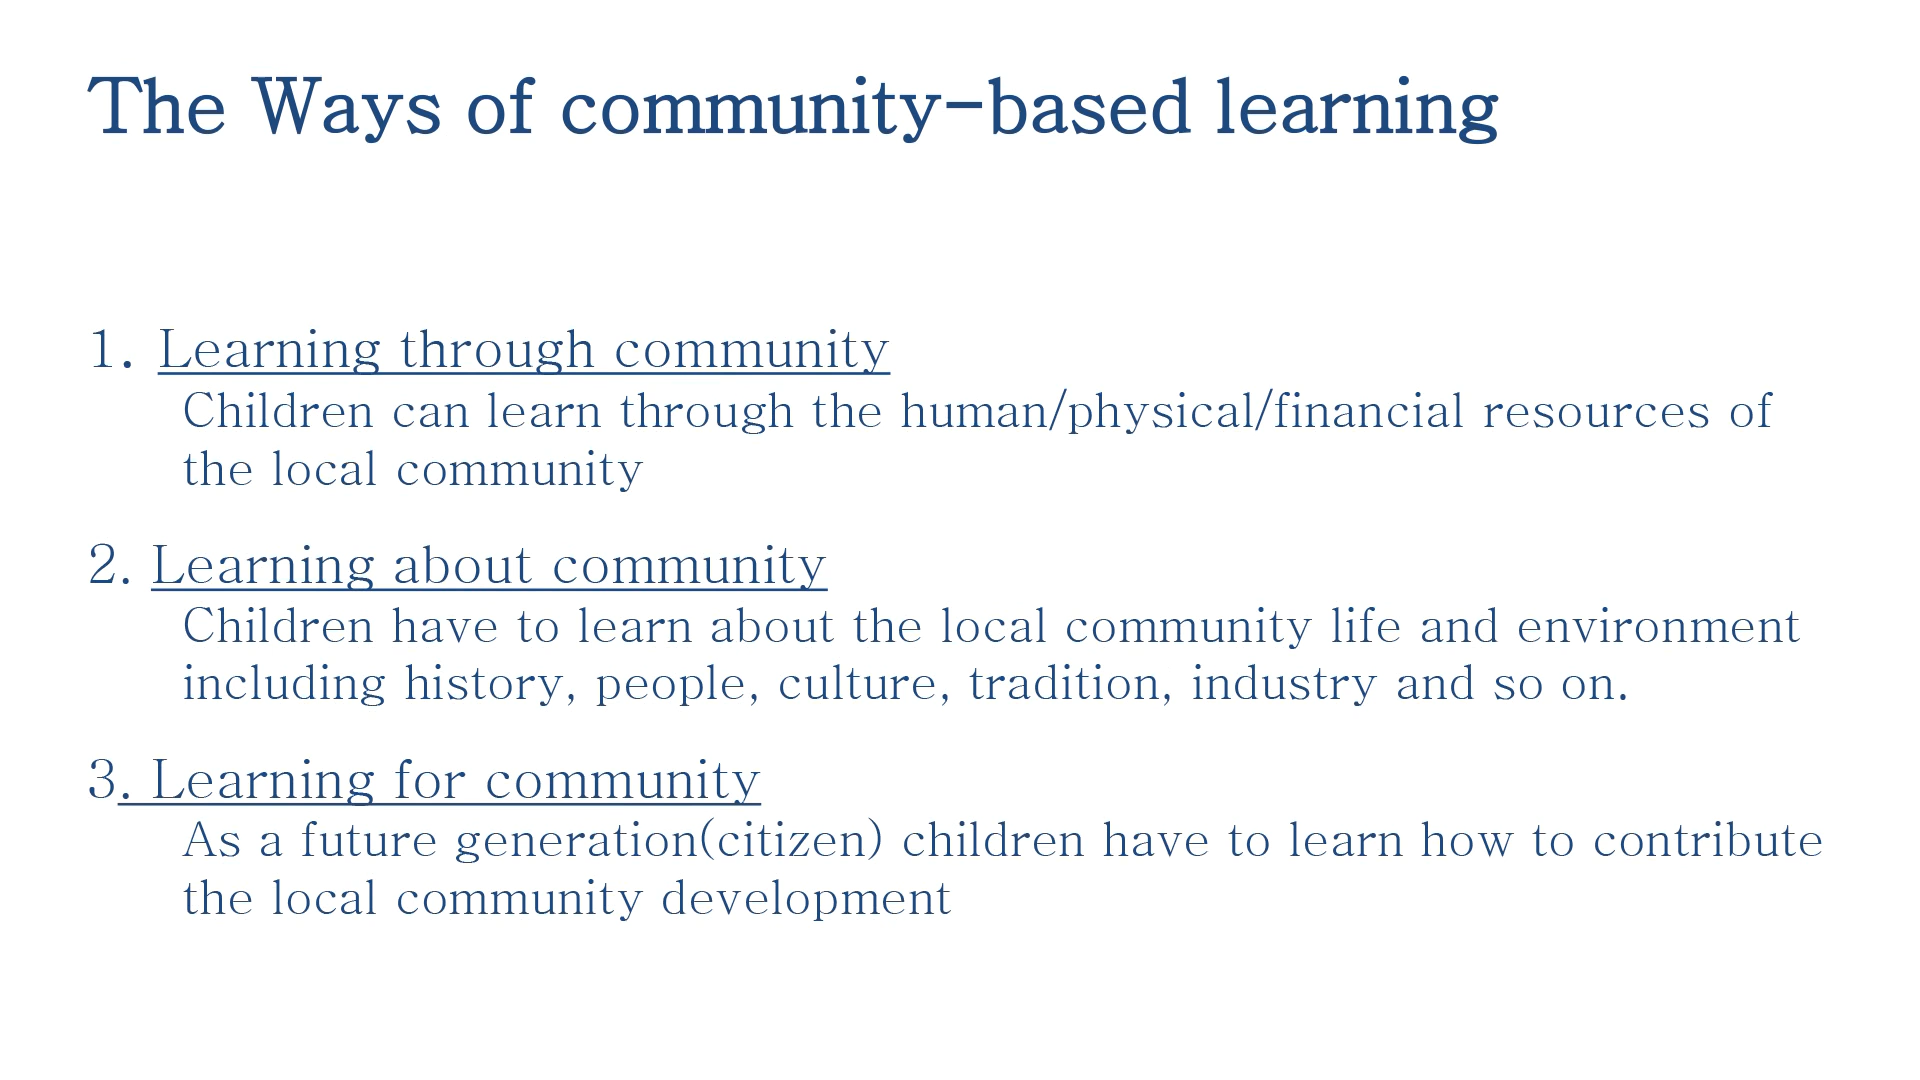 The Ways of community-based learning
1. Learning through community
Children can learn through the human/physical/financial resources of
the local community
2. Learning about community
Children have to learn about the local community life and environment
including history, people, culture, tradition, industry and so on.
3. Learning for community
As a future generation(citizen) children have to learn how to contribute
the local community development